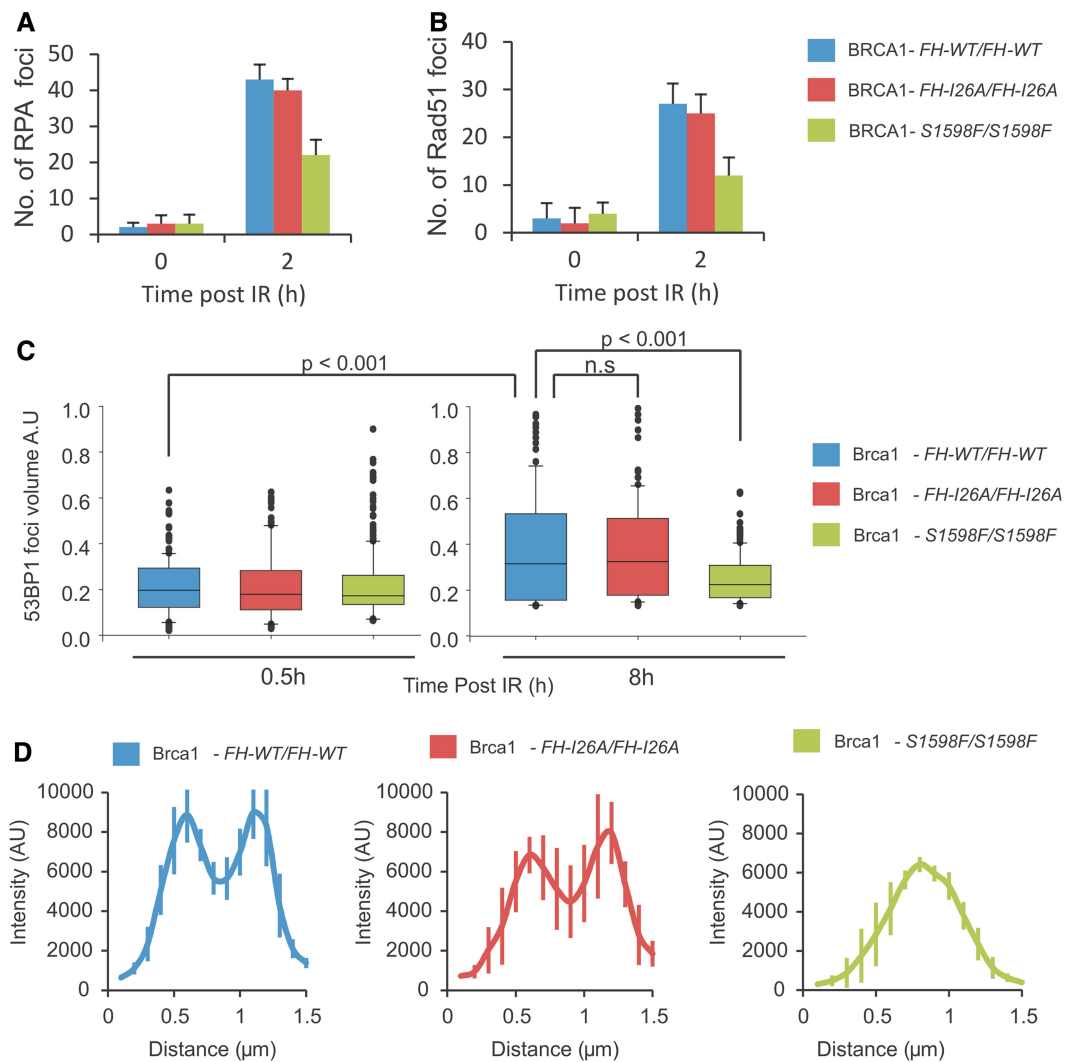 A
No. of RPA foci
50
40
30
20
10
0
0
2
Time post IR (h)
B
No. of Rad51 foci
40
30
20
10
0
0
2
Time post IR (h)
BRCA1- FH-WT/FH-WT
BRCA1- FH-I26A/FH-I26A
BRCA1- S1598F/S1598F
C
p < 0.001
p < 0.001
n.s
53BP1 foci volume A.U
1.0
0.8
0.6
0.4
0.2
0.0
1.0
0.8
0.6
0.4
0.2
0.0
0.5h
Time Post IR (h)
8h
Brca1 - FH-WT/FH-WT
Brca1 - FH-I26A/FH-I26A
Brca1 - S1598F/S1598F
D
Brca1 - FH-WT/FH-WT
Intensity (AU)
10000
8000
6000
4000
2000
0
0
0.5
1
1.5
Distance (µm)
Brca1 - FH-I26A/FH-I26A
Intensity (AU)
10000
8000
6000
4000
2000
0
0
0.5
1
1.5
Distance (µm)
Brca1 - S1598F/S1598F
Intensity (AU)
10000
8000
6000
4000
2000
0
0
0.5
1
1.5
Distance (µm)